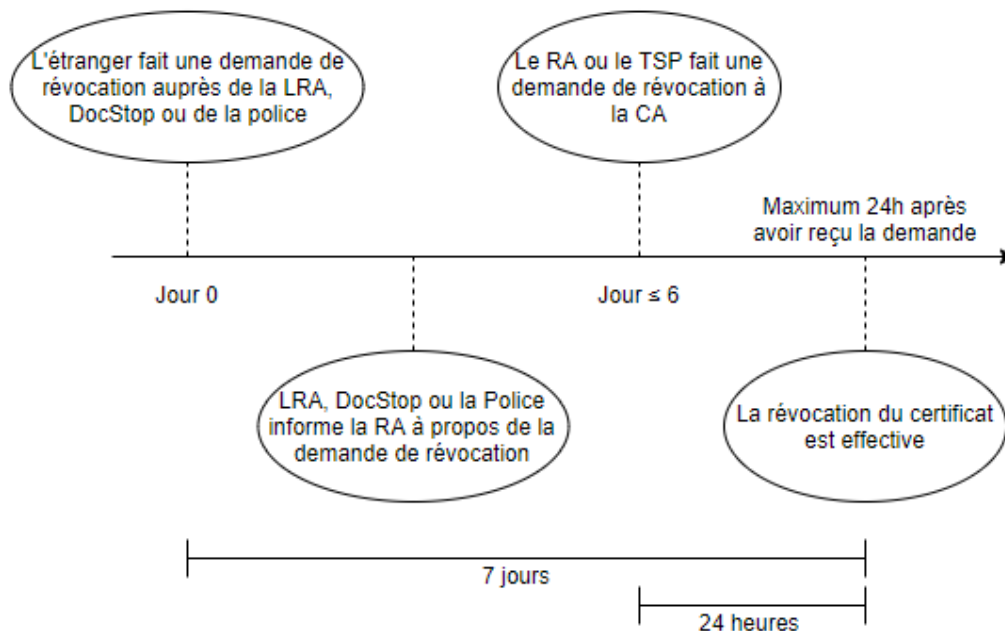 L'étranger fait une demande de
révocation auprès de la LRA,
DocStop ou de la police
Le RA ou le TSP fait une
demande de révocation à
la CA
Maximum 24h après
avoir reçu la demande
Jour 0
Jour ≤ 6
LRA, DocStop ou la Police
informe la RA à propos de la
demande de révocation
La révocation du certificat
est effective
7 jours
24 heures